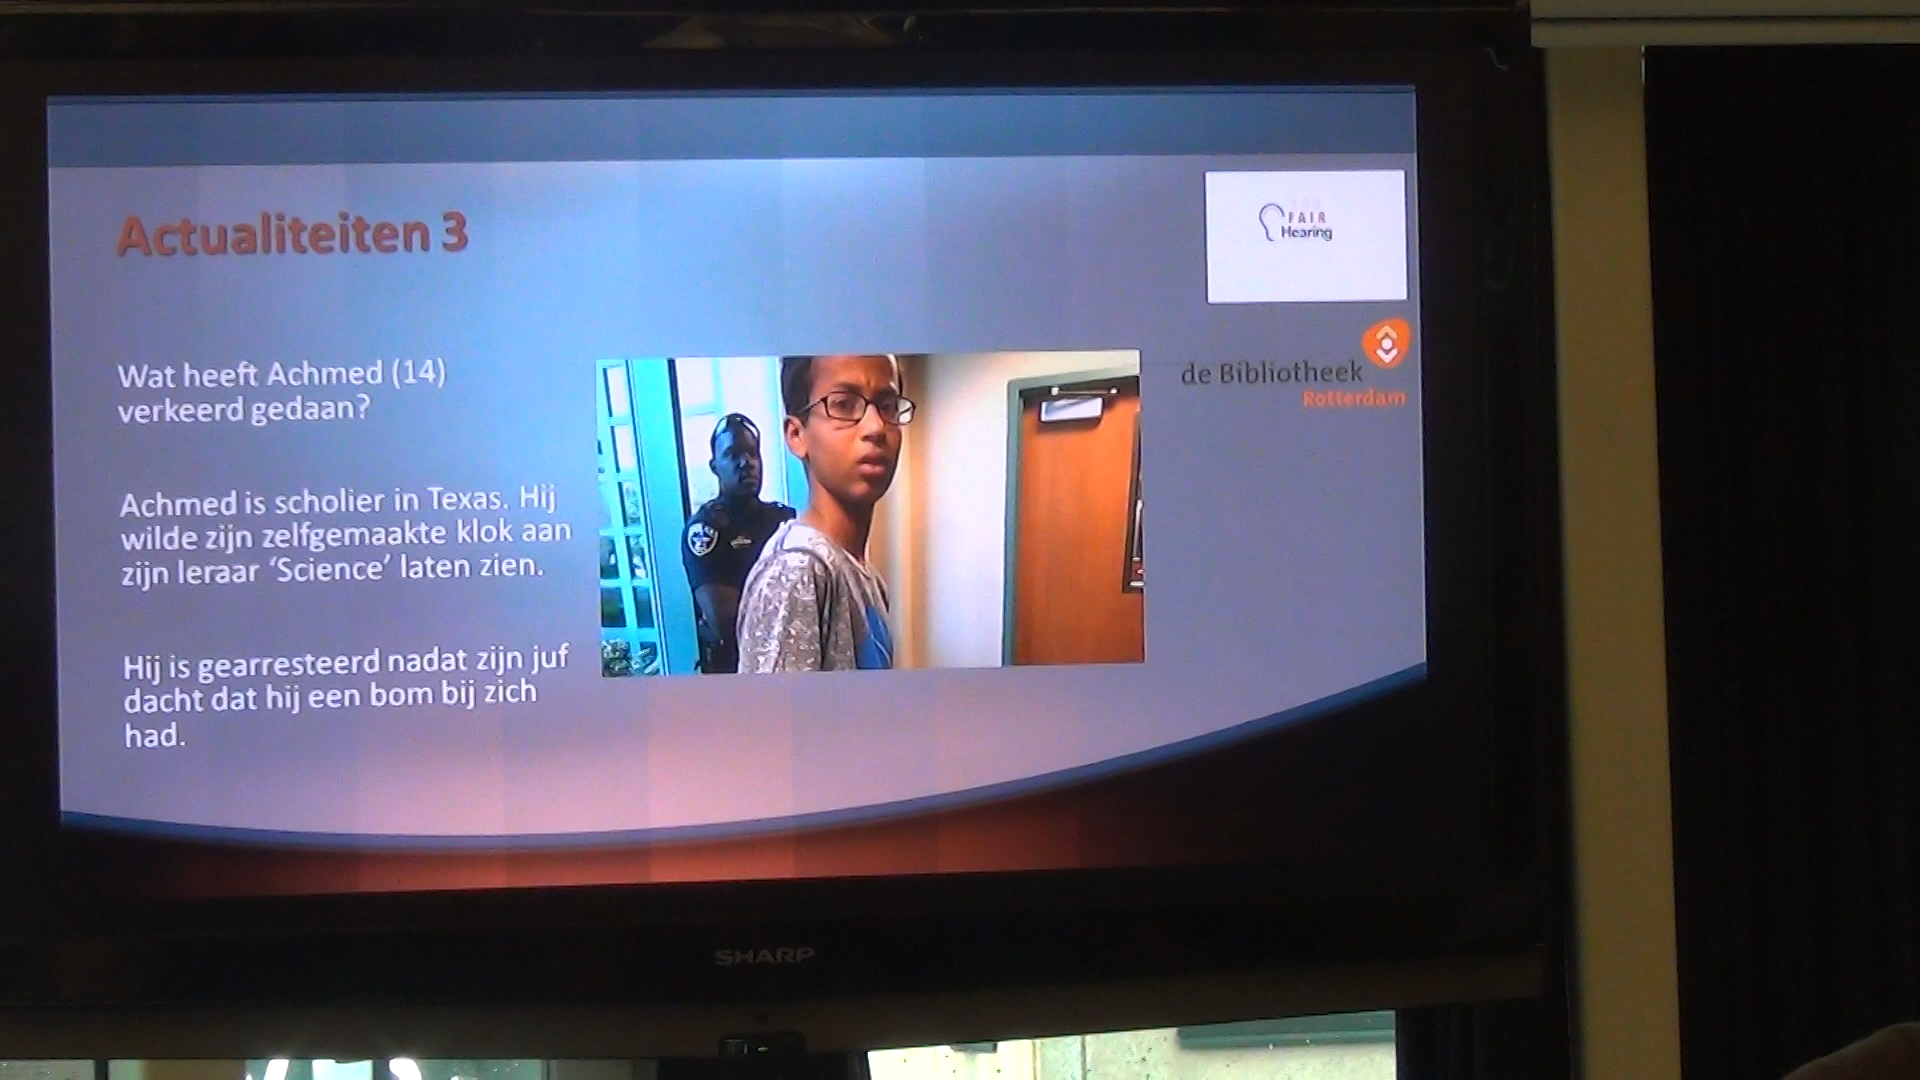 Actualiteiten 3
FAIR
Hearing
de Bibliotheek
Rotterdam
Wat heeft Achmed (14)
verkeerd gedaan?
Achmed is scholier in Texas. Hij
wilde zijn zelfgemaakte klok aan
zijn leraar ‘Science’ laten zien.
Hij is gearresteerd nadat zijn juf
dacht dat hij een bom bij zich
had.
SHARP